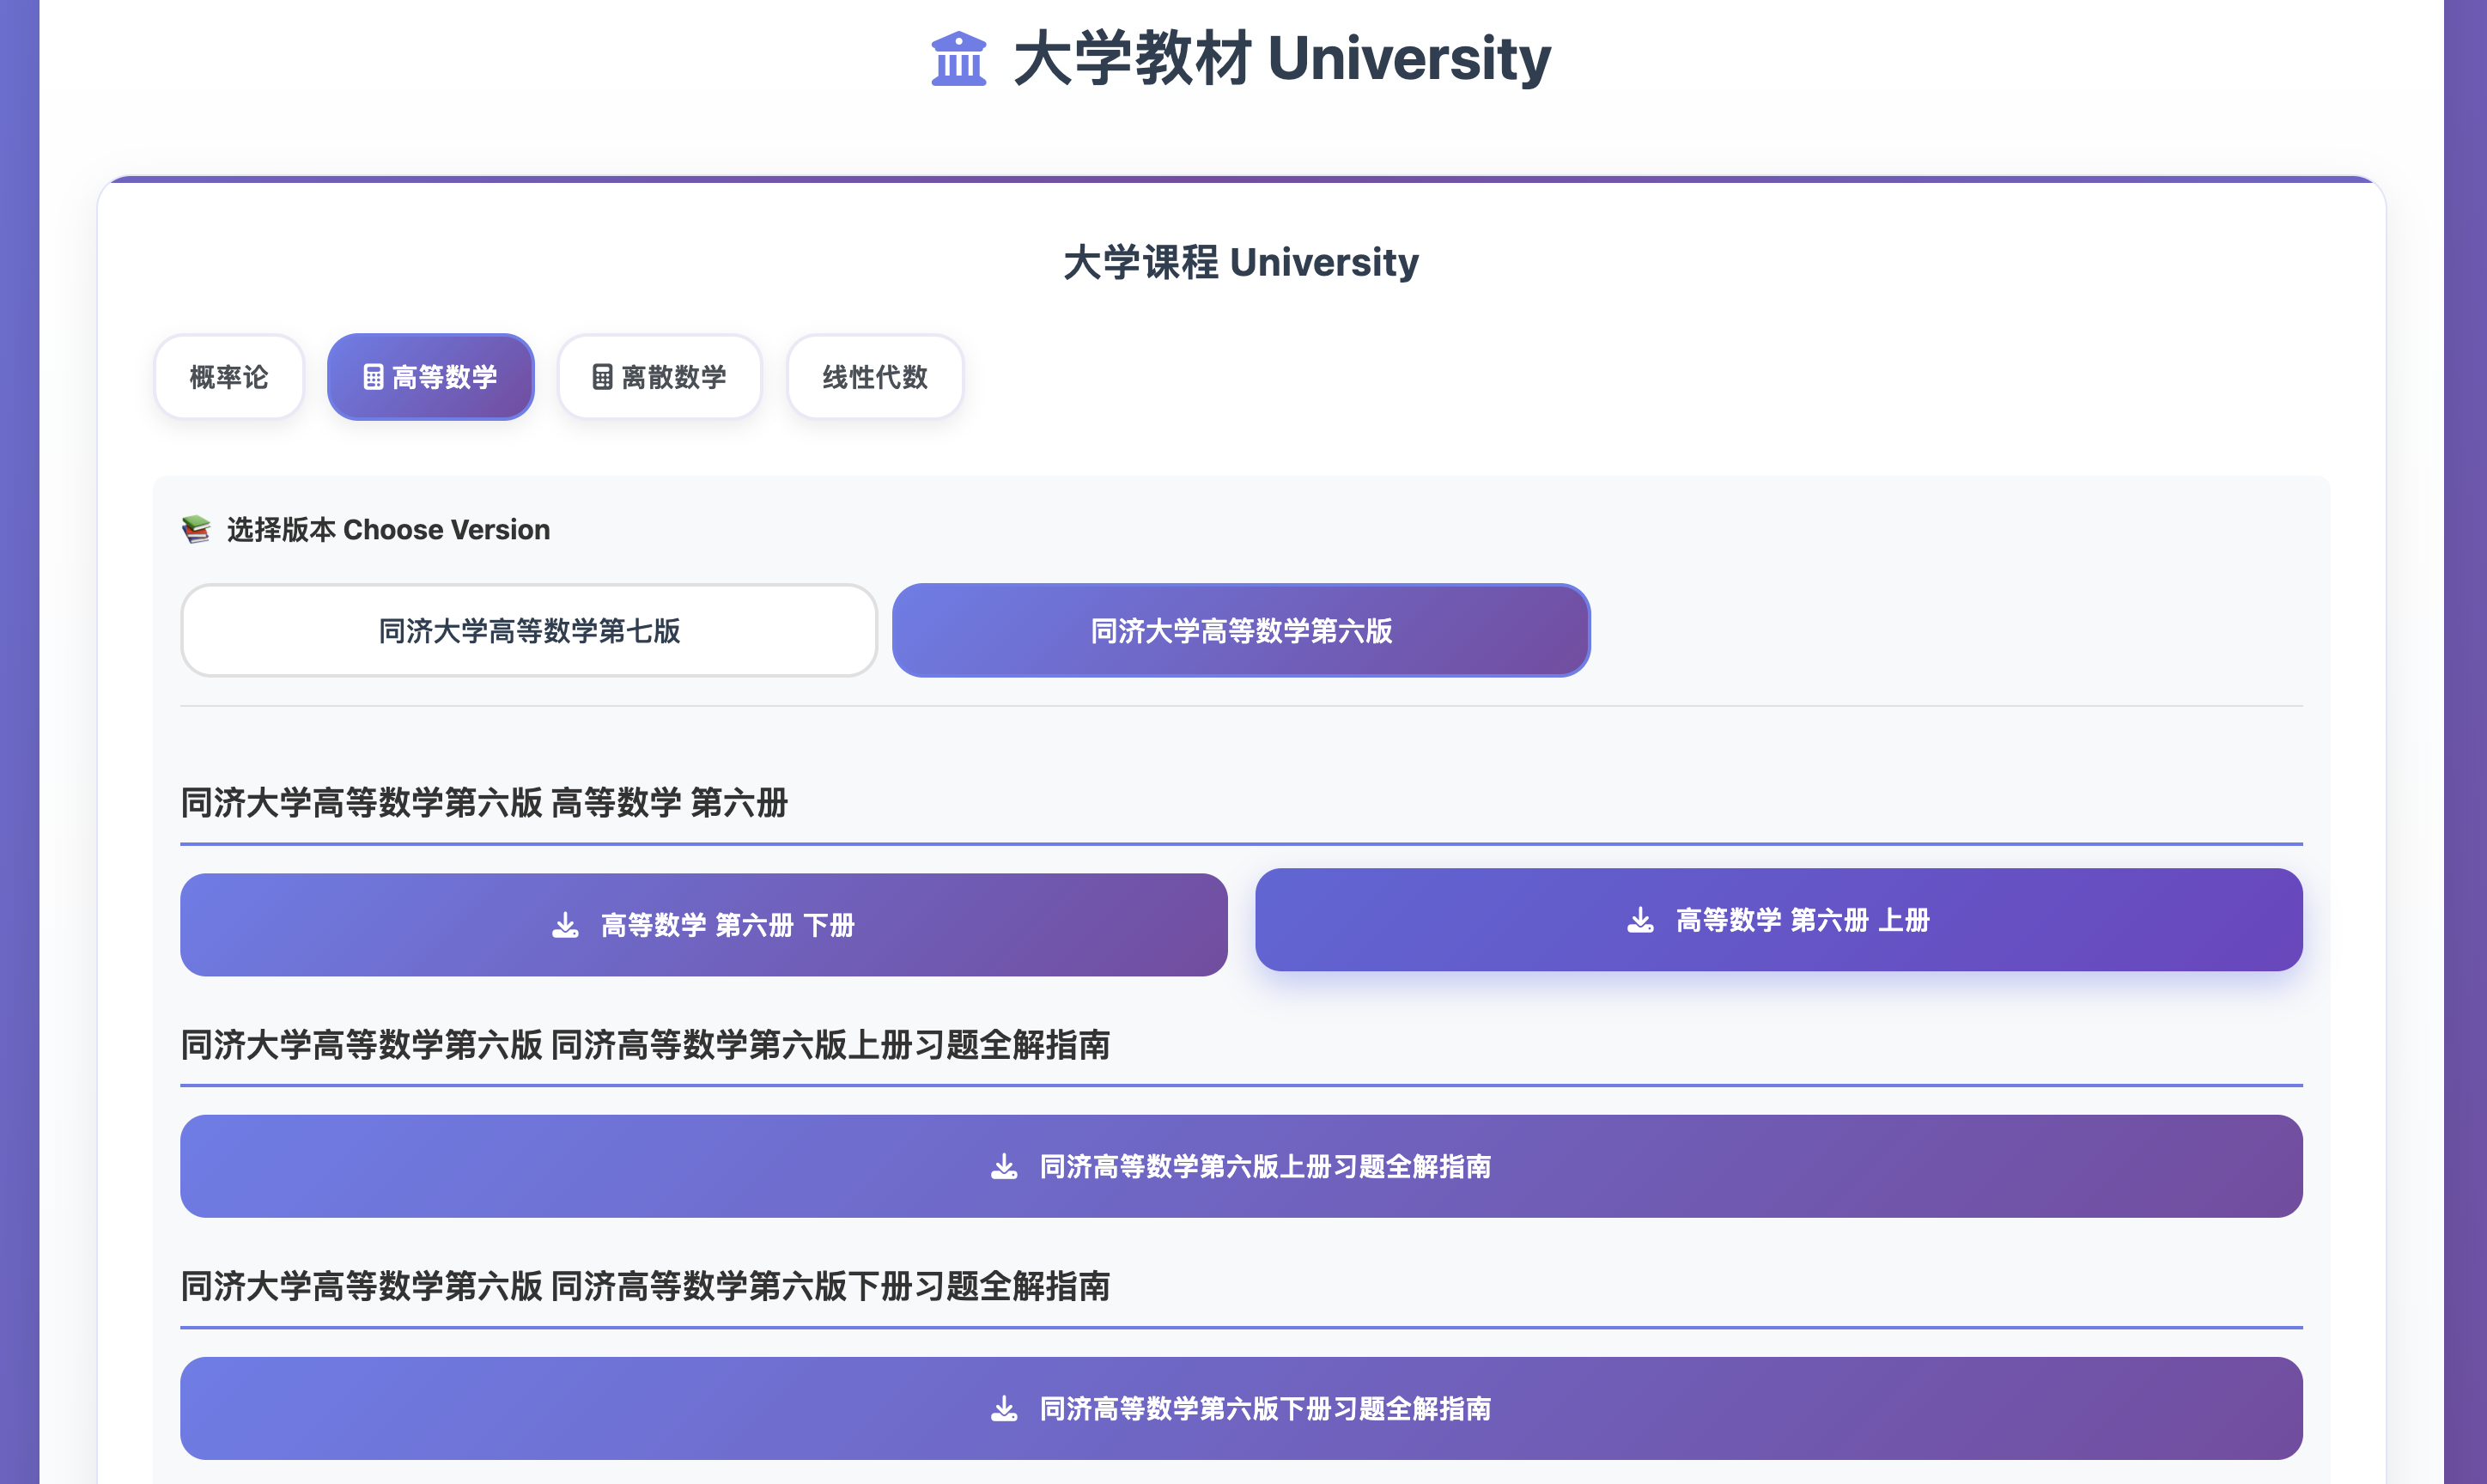 大学教材 University
大学课程 University
概率论
高等数学
离散数学
线性代数
选择版本 Choose Version
同济大学高等数学第七版
同济大学高等数学第六版
同济大学高等数学第六版 高等数学 第六册
高等数学 第六册 下册
高等数学 第六册 上册
同济大学高等数学第六版 同济高等数学第六版上册习题全解指南
同济高等数学第六版上册习题全解指南
同济大学高等数学第六版 同济高等数学第六版下册习题全解指南
同济高等数学第六版下册习题全解指南